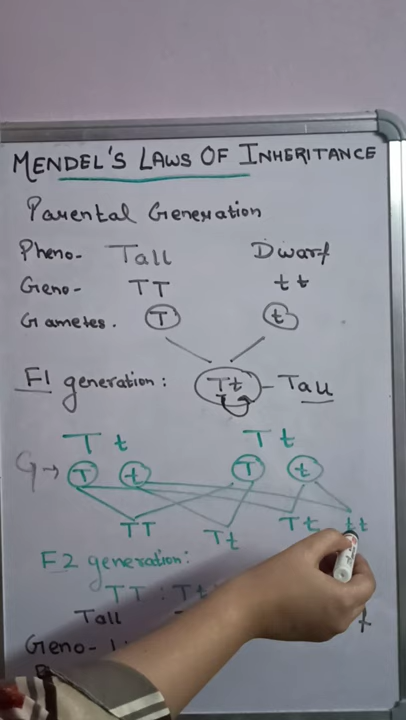 MENDEL'S LAWS OF INHERITANCE
Parental Generation
Pheno- Tall Dwarf
Geno- TT tt
Gametes. T t
F1 generation: Tt - Tall
T t T t
G→ T t T t
TT Tt Tt tt
F2 generation:
TT : Tt
Tall
Geno-